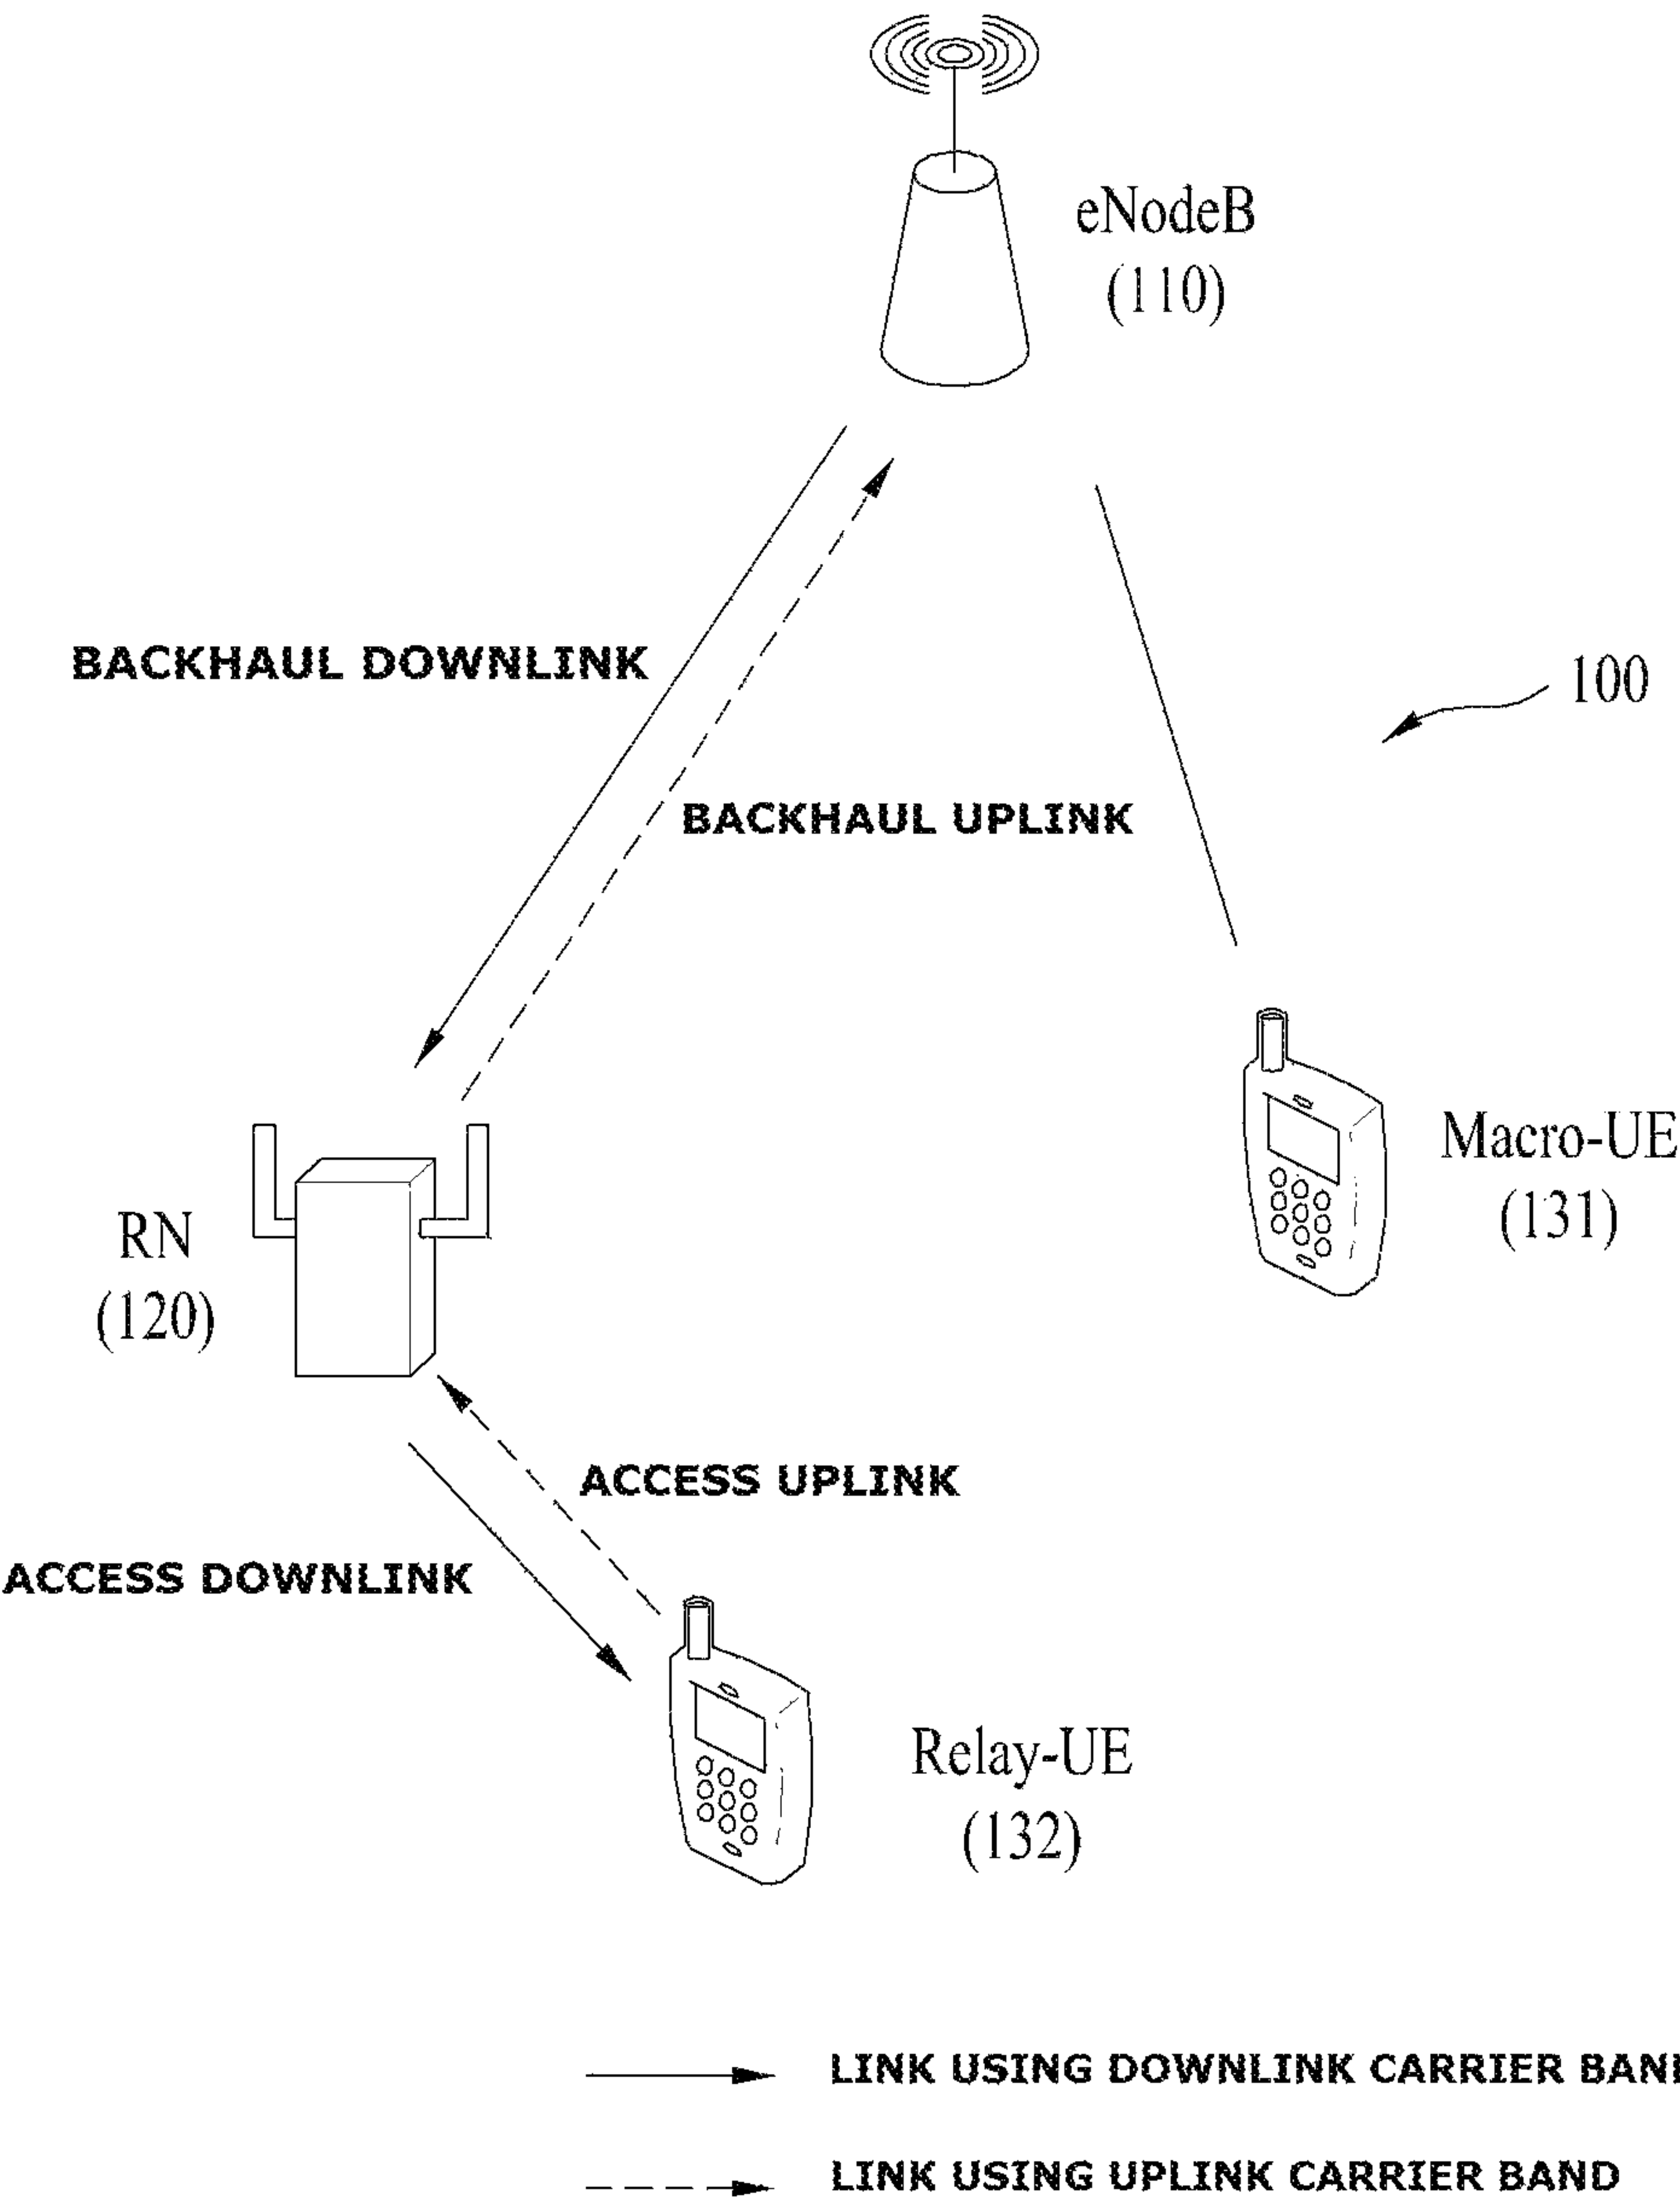 eNodeB
(110)
BACKHAUL DOWNLINK
100
BACKHAUL UPLINK
Macro-UE
(131)
RN
(120)
ACCESS UPLINK
ACCESS DOWNLINK
Relay-UE
(132)
LINK USING DOWNLINK CARRIER BAND
LINK USING UPLINK CARRIER BAND